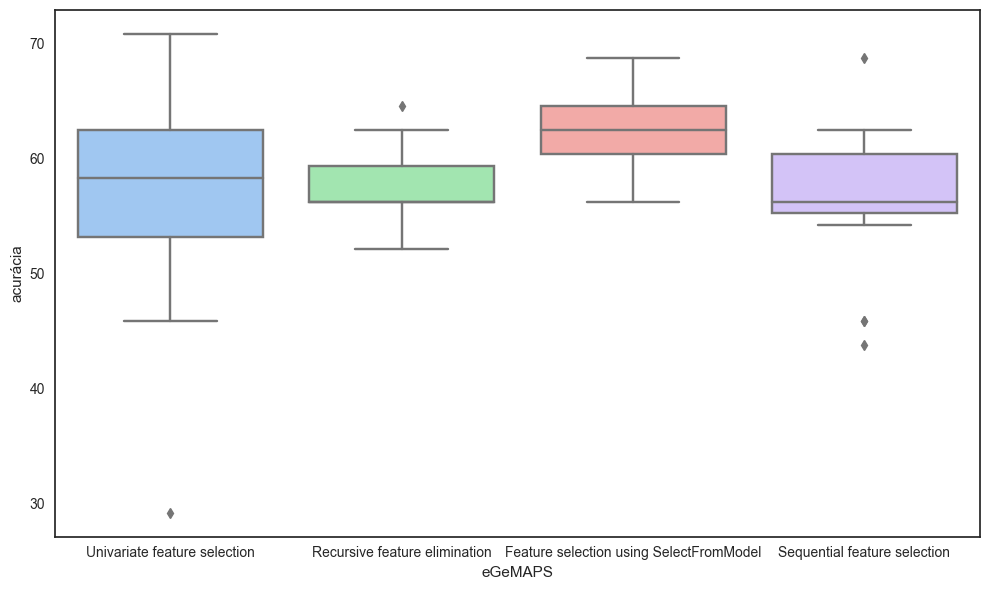 70
60
50
40
30
acurácia
Univariate feature selection
Recursive feature elimination
Feature selection using SelectFromModel
Sequential feature selection
eGeMAPS